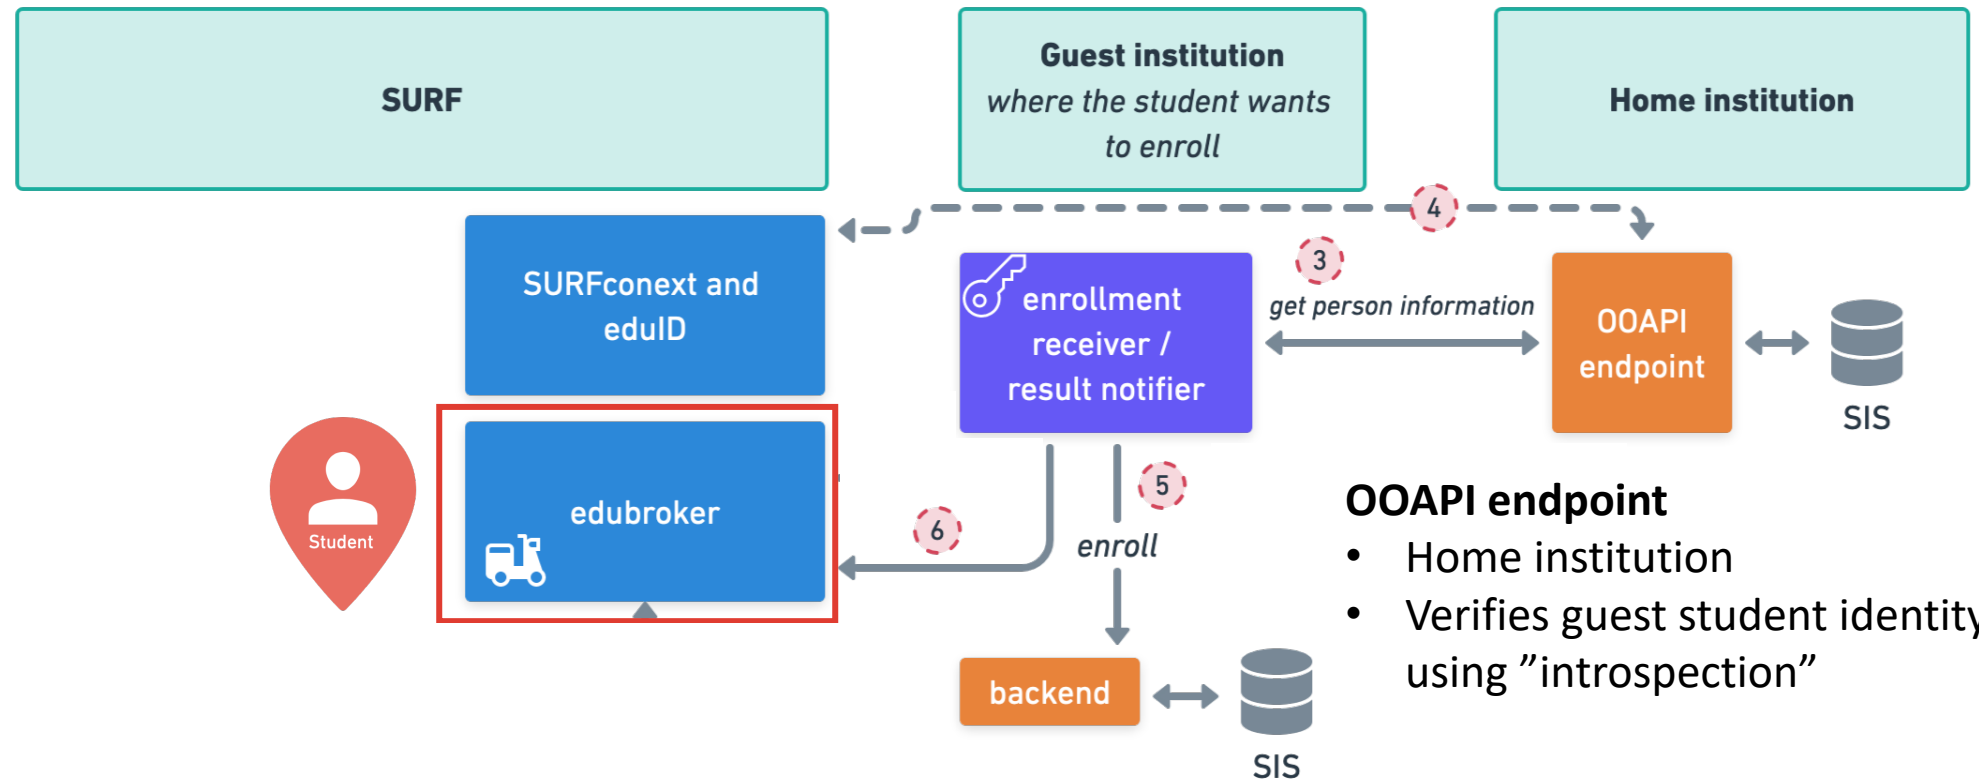 SURF
Guest institution
where the student wants
to enroll
Home institution
4
SURFconext and
eduID
3
get person information
enrollment
receiver /
result notifier
OOAPI
endpoint
SIS
Student
edubroker
6
5
enroll
OOAPI endpoint
• Home institution
• Verifies guest student identity
using ”introspection”
backend
SIS